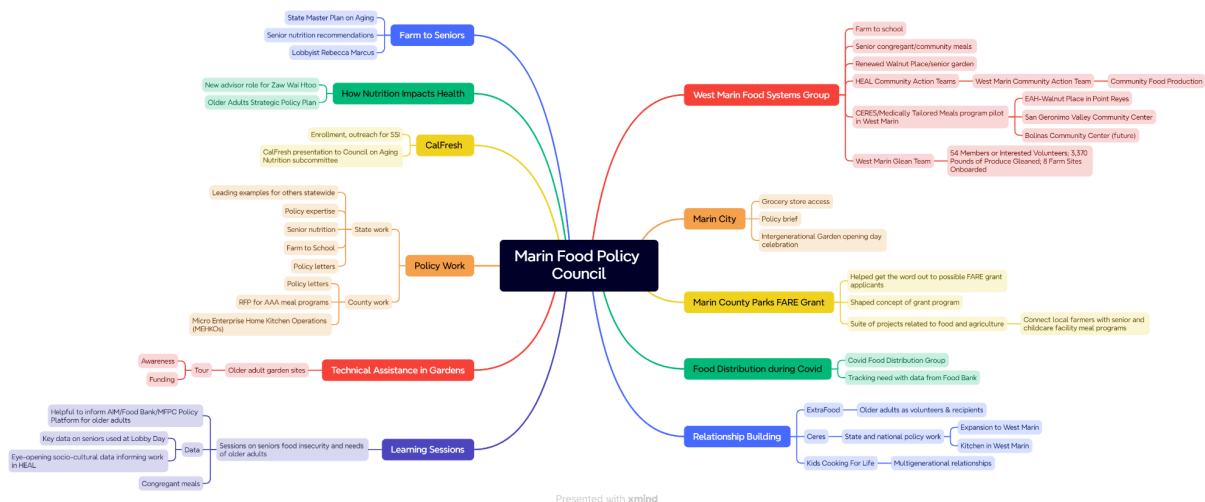 Marin Food Policy
Council
Farm to Seniors
State Master Plan on Aging
Senior nutrition recommendations
Lobbyist Rebecca Marcus
How Nutrition Impacts Health
New advisor role for Zaw Wai Htoo
Older Adults Strategic Policy Plan
CalFresh
Enrollment, outreach for SSI
CalFresh presentation to Council on Aging
Nutrition subcommittee
Policy Work
State work
Leading examples for others statewide
Policy expertise
Senior nutrition
Farm to School
Policy letters
County work
Policy letters
RFP for AAA meal programs
Micro Enterprise Home Kitchen Operations
(MEHKOs)
Technical Assistance in Gardens
Older adult garden sites
Tour
Awareness
Funding
Learning Sessions
Sessions on seniors food insecurity and needs
of older adults
Helpful to inform AIM/Food Bank/MFPC Policy
Platform for older adults
Data
Key data on seniors used at Lobby Day
Eye-opening socio-cultural data informing work
in HEAL
Congregant meals
West Marin Food Systems Group
Farm to school
Senior congregant/community meals
Renewed Walnut Place/senior garden
HEAL Community Action Teams
West Marin Community Action Team
Community Food Production
CERES/Medically Tailored Meals program pilot
in West Marin
EAH-Walnut Place in Point Reyes
San Geronimo Valley Community Center
Bolinas Community Center (future)
West Marin Glean Team
54 Members or Interested Volunteers; 3,370
Pounds of Produce Gleaned; 8 Farm Sites
Onboarded
Marin City
Grocery store access
Policy brief
Intergenerational Garden opening day
celebration
Marin County Parks FARE Grant
Helped get the word out to possible FARE grant
applicants
Shaped concept of grant program
Suite of projects related to food and agriculture
Connect local farmers with senior and
childcare facility meal programs
Food Distribution during Covid
Covid Food Distribution Group
Tracking need with data from Food Bank
Relationship Building
ExtraFood
Older adults as volunteers & recipients
Ceres
State and national policy work
Expansion to West Marin
Kitchen in West Marin
Kids Cooking For Life
Multigenerational relationships
Presented with xmind